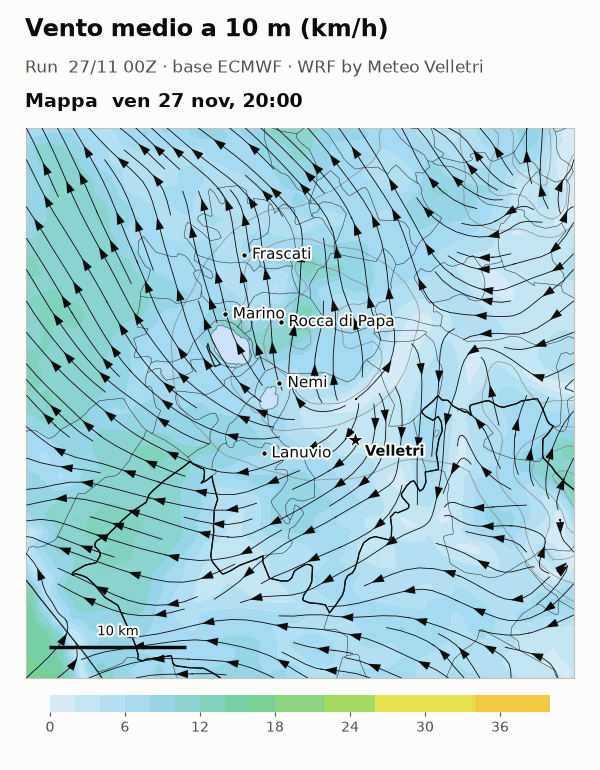 Vento medio a 10 m (km/h)
Run  27/11 00Z · base ECMWF · WRF by Meteo Velletri
Mappa  ven 27 nov, 20:00
Frascati
Marino
Rocca di Papa
Nemi
Velletri
Lanuvio
10 km
0 6 12 18 24 30 36